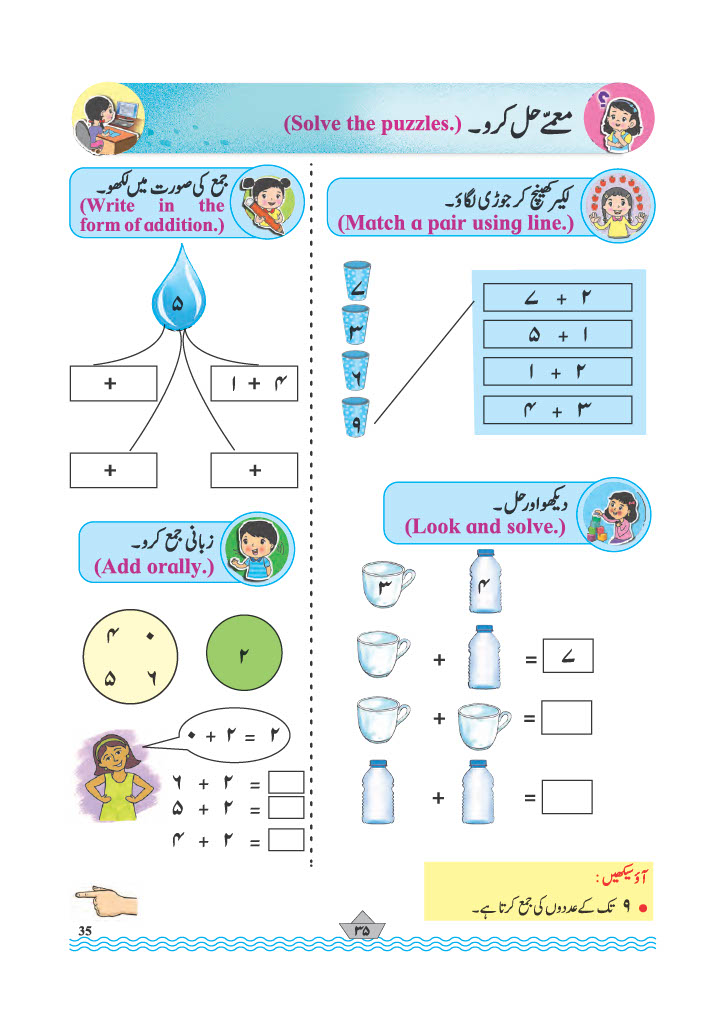 معمّے حل کرو۔ (Solve the puzzles.)
لکیر کھینچ کر جوڑی لگاؤ۔
(Match a pair using line.)
۷
۳
۶
۹
۷ + ۲
۵ + ۱
۱ + ۲
۴ + ۳
جمع کی صورت میں لکھو۔
(Write in the
form of addition.)
۵
+
۱ + ۴
+
+
دیکھو اور حل۔
(Look and solve.)
۳
۴
+ = ۷
+ =
+ =
زبانی جمع کرو۔
(Add orally.)
۴ ۰
۵ ۶
۲
۰ + ۲ = ۲
۶ + ۲ =
۵ + ۲ =
۴ + ۲ =
آؤ سیکھیں :
● ۹ تک کے عددوں کی جمع کرتا ہے۔
35
۳۵